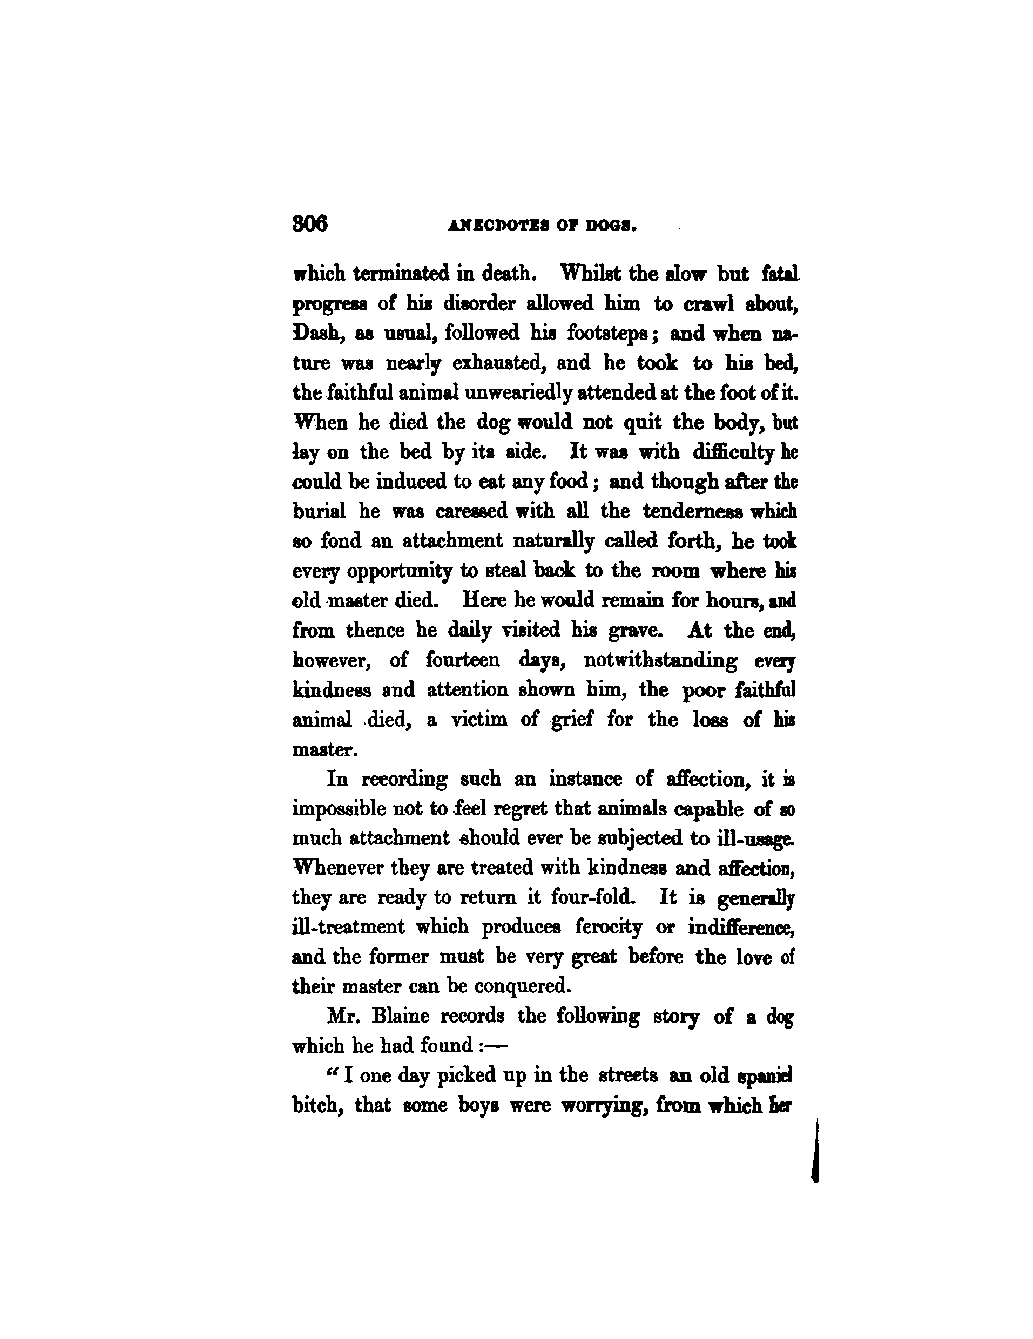 306 ANECDOTES OF DOGS.
which terminated in death. Whilst the slow but fatal
progress of his disorder allowed him to crawl about,
Dash, as usual, followed his footsteps; and when na-
ture was nearly exhausted, and he took to his bed,
the faithful animal unweariedly attended at the foot of it.
When he died the dog would not quit the body, but
lay on the bed by its side. It was with difficulty he
could be induced to eat any food; and though after the
burial he was caressed with all the tenderness which
so fond an attachment naturally called forth, he took
every opportunity to steal back to the room where his
old master died. Here he would remain for hours, and
from thence he daily visited his grave. At the end,
however, of fourteen days, notwithstanding every
kindness and attention shown him, the poor faithful
animal died, a victim of grief for the loss of his
master.
In recording such an instance of affection, it is
impossible not to feel regret that animals capable of so
much attachment should ever be subjected to ill-usage.
Whenever they are treated with kindness and affection,
they are ready to return it four-fold. It is generally
ill-treatment which produces ferocity or indifference,
and the former must be very great before the love of
their master can be conquered.
Mr. Blaine records the following story of a dog
which he had found :—
“ I one day picked up in the streets an old spaniel
bitch, that some boys were worrying, from which her